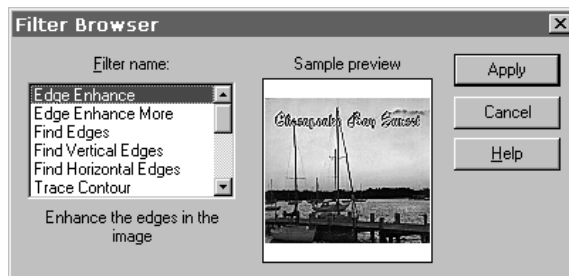 Filter Browser
Filter name:
Edge Enhance
Edge Enhance More
Find Edges
Find Vertical Edges
Find Horizontal Edges
Trace Contour
Enhance the edges in the
image
Sample preview
Chesapeake Bay Sunset
Apply
Cancel
Help